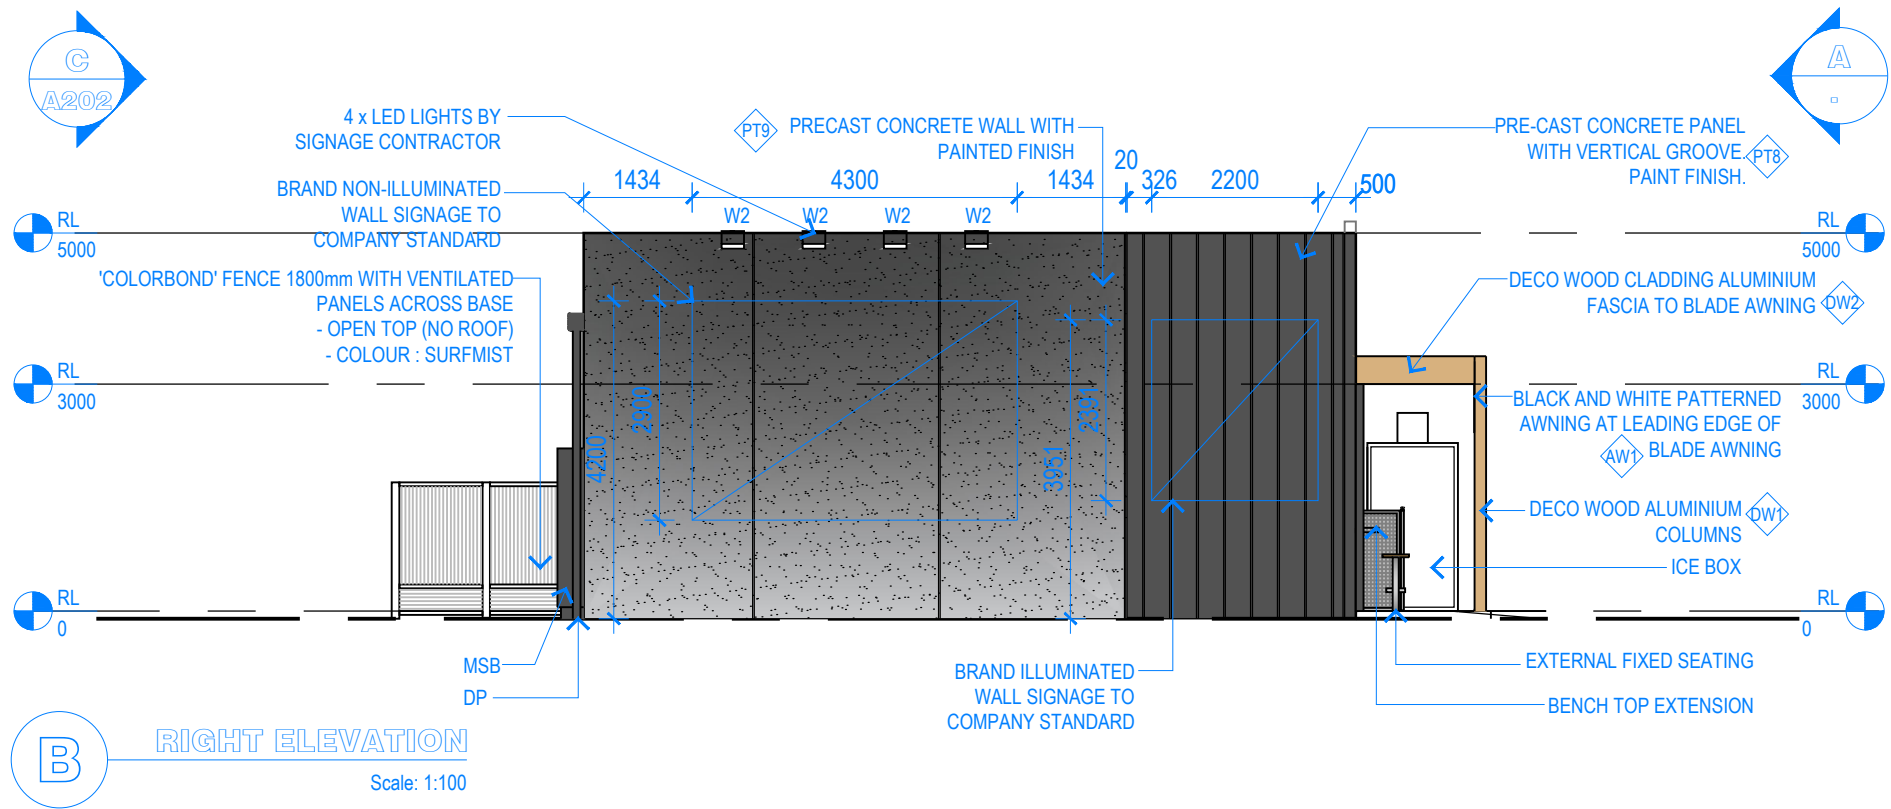 C
A202
A
4 x LED LIGHTS BY
SIGNAGE CONTRACTOR
PT9
PRECAST CONCRETE WALL WITH
PAINTED FINISH
PRE-CAST CONCRETE PANEL
WITH VERTICAL GROOVE.
PAINT FINISH.
PT8
BRAND NON-ILLUMINATED
WALL SIGNAGE TO
COMPANY STANDARD
1434
4300
1434
20
326
2200
500
W2
W2
W2
W2
RL
5000
RL
5000
'COLORBOND' FENCE 1800mm WITH VENTILATED
PANELS ACROSS BASE
- OPEN TOP (NO ROOF)
- COLOUR : SURFMIST
DECO WOOD CLADDING ALUMINIUM
FASCIA TO BLADE AWNING
DW2
RL
3000
RL
3000
2900
4200
2391
3951
BLACK AND WHITE PATTERNED
AWNING AT LEADING EDGE OF
BLADE AWNING
AW1
DECO WOOD ALUMINIUM
COLUMNS
DW1
ICE BOX
RL
0
RL
0
MSB
DP
BRAND ILLUMINATED
WALL SIGNAGE TO
COMPANY STANDARD
EXTERNAL FIXED SEATING
BENCH TOP EXTENSION
B
RIGHT ELEVATION
Scale: 1:100